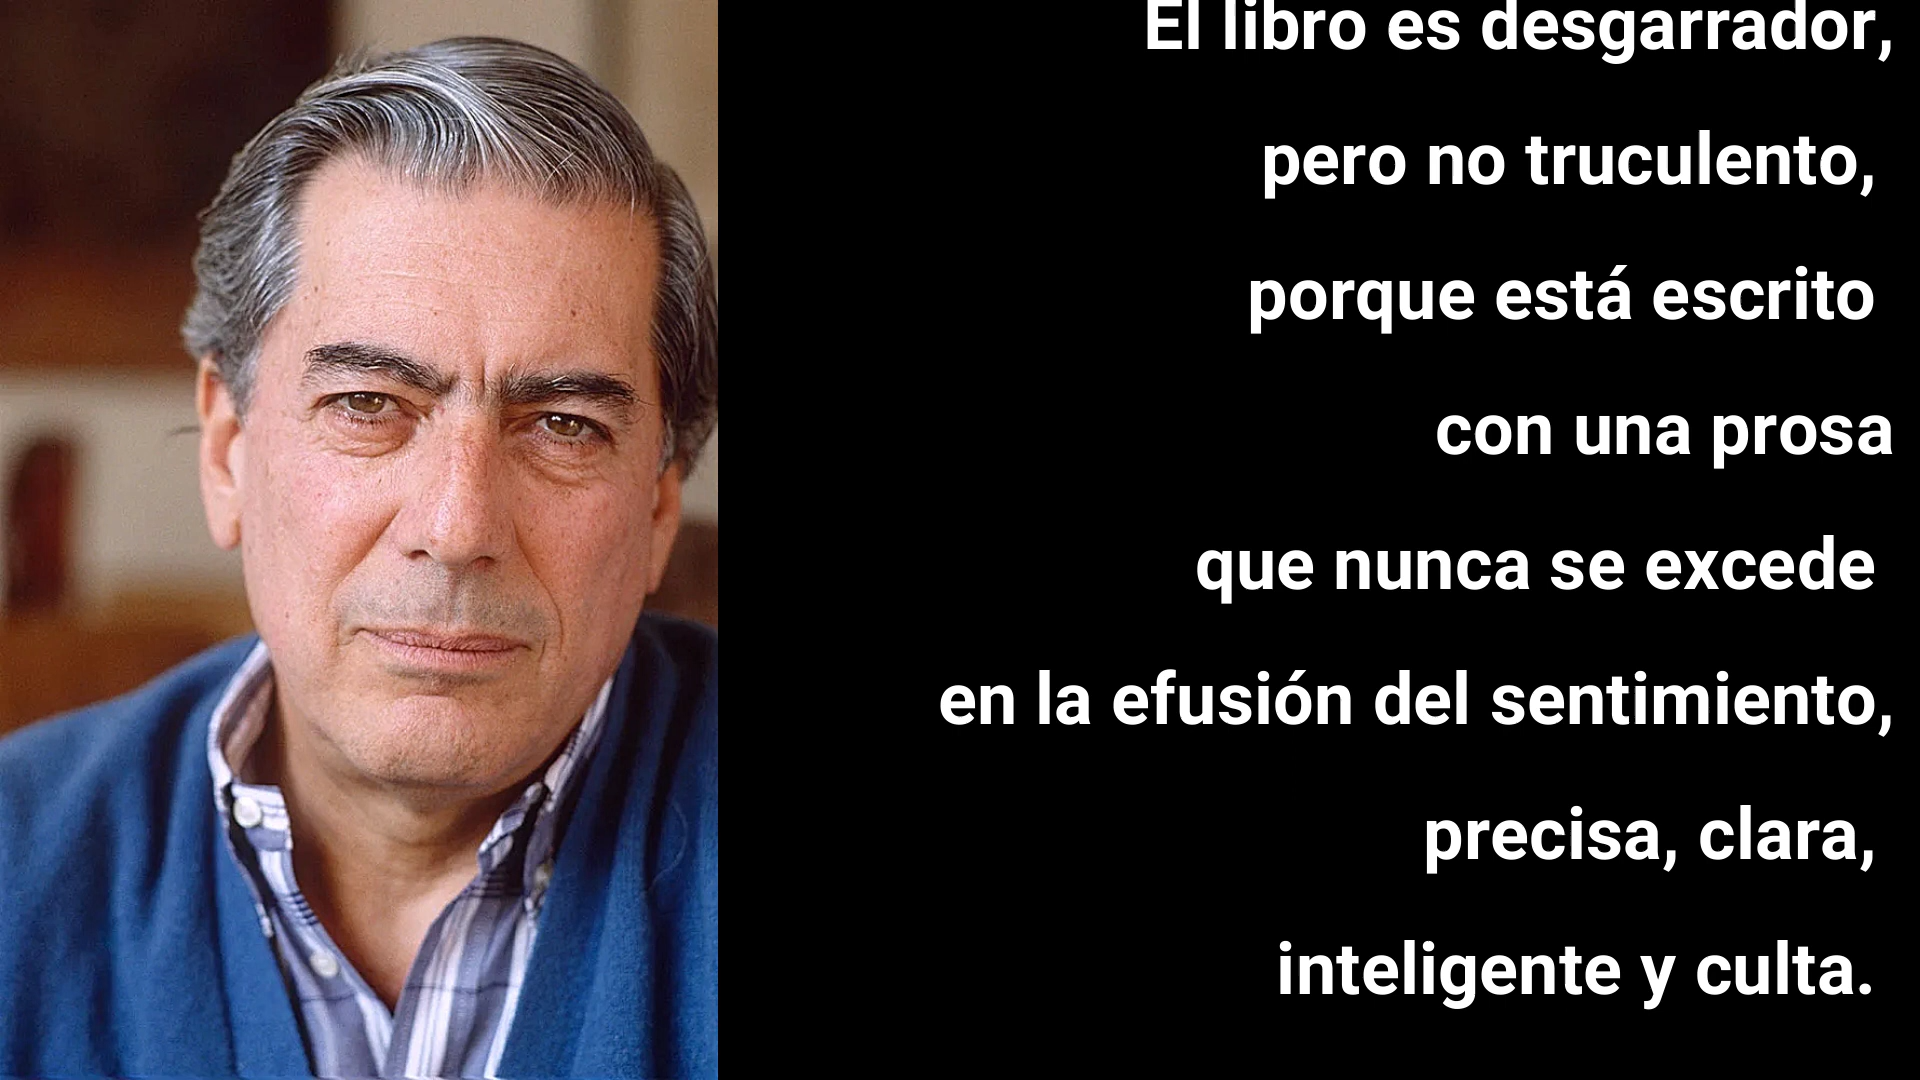 El libro es desgarrador,
pero no truculento,
porque está escrito
con una prosa
que nunca se excede
en la efusión del sentimiento,
precisa, clara,
inteligente y culta.